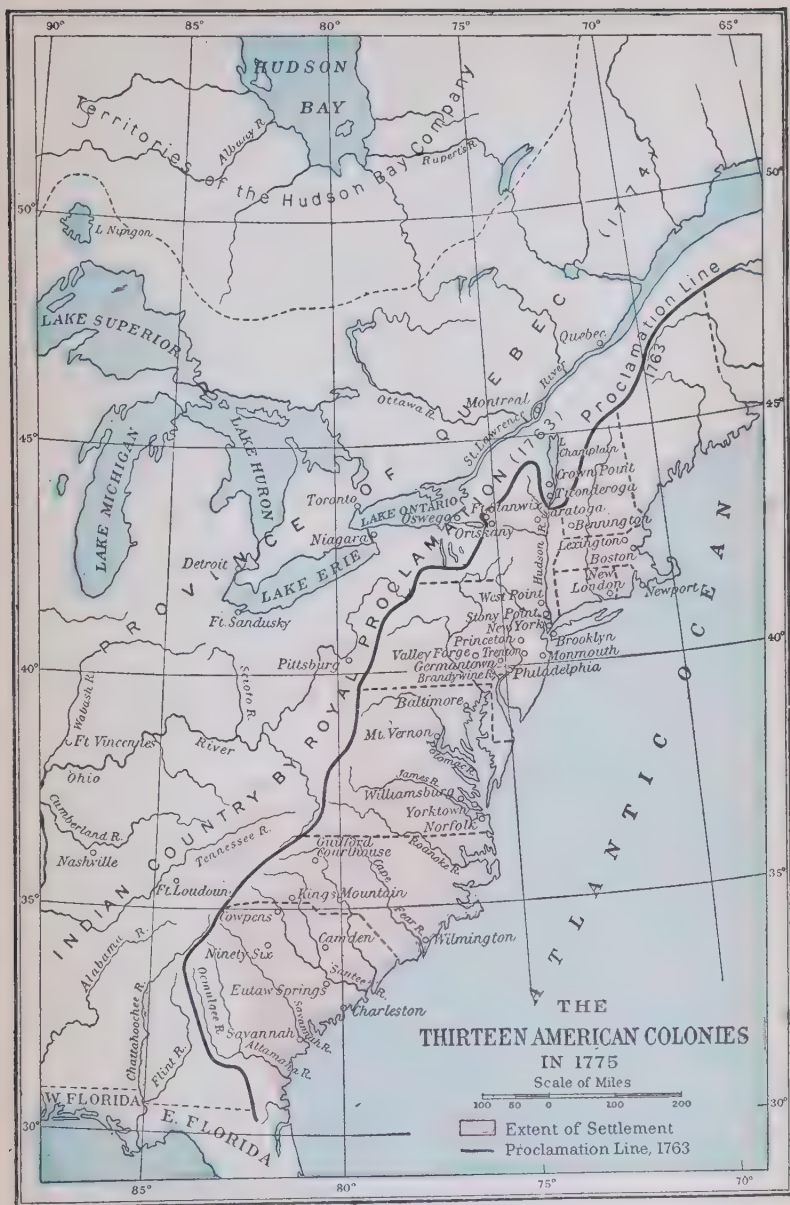 90°
85°
80°
75°
70°
65°
HUDSON
BAY
Territories of the Hudson Bay Company
Albany R.
Rupert's R.
(1774)
50°
50°
L Nipigon
LAKE SUPERIOR
PROVINCE OF QUEBEC
Quebec
Proclamation Line
1763
Montreal
St. Lawrence River
Ottawa R.
45°
45°
LAKE MICHIGAN
LAKE HURON
L
Champlain
Crown Point
Ticonderoga
Toronto
LAKE ONTARIO
Ft. Stanwix
Saratoga
Oswego
Oriskany
Bennington
Niagara
Lexington
Boston
Detroit
LAKE ERIE
Hudson R.
New
London
Newport
West Point
Ft. Sandusky
Stony Point
New York
Brooklyn
Princeton
Monmouth
Valley Forge
Trenton
Germantown
Philadelphia
Brandywine R.
Pittsburg
40°
40°
INDIAN COUNTRY BY ROYAL PROCLAMATION (1763)
Wabash R.
Scioto R.
Baltimore
Mt. Vernon
Potomac R.
Ft Vincennes
River
Ohio
James R.
Williamsburg
Yorktown
Norfolk
Cumberland R.
Nashville
Tennessee R.
Guilford
Courthouse
Roanoke R.
Cape
Fear R.
Ft. Loudoun
Kings Mountain
35°
35°
Cowpens
Camden
Wilmington
Alabama R.
Ninety Six
Santee R.
Eutaw Springs
Charleston
Chattahoochee R.
Ocmulgee R.
Savannah R.
Savannah
Altamaha R.
Flint R.
W. FLORIDA
E. FLORIDA
30°
30°
ATLANTIC OCEAN
THE
THIRTEEN AMERICAN COLONIES
IN 1775
Scale of Miles
100 50 0 100 200
Extent of Settlement
Proclamation Line, 1763
85°
80°
75°
70°